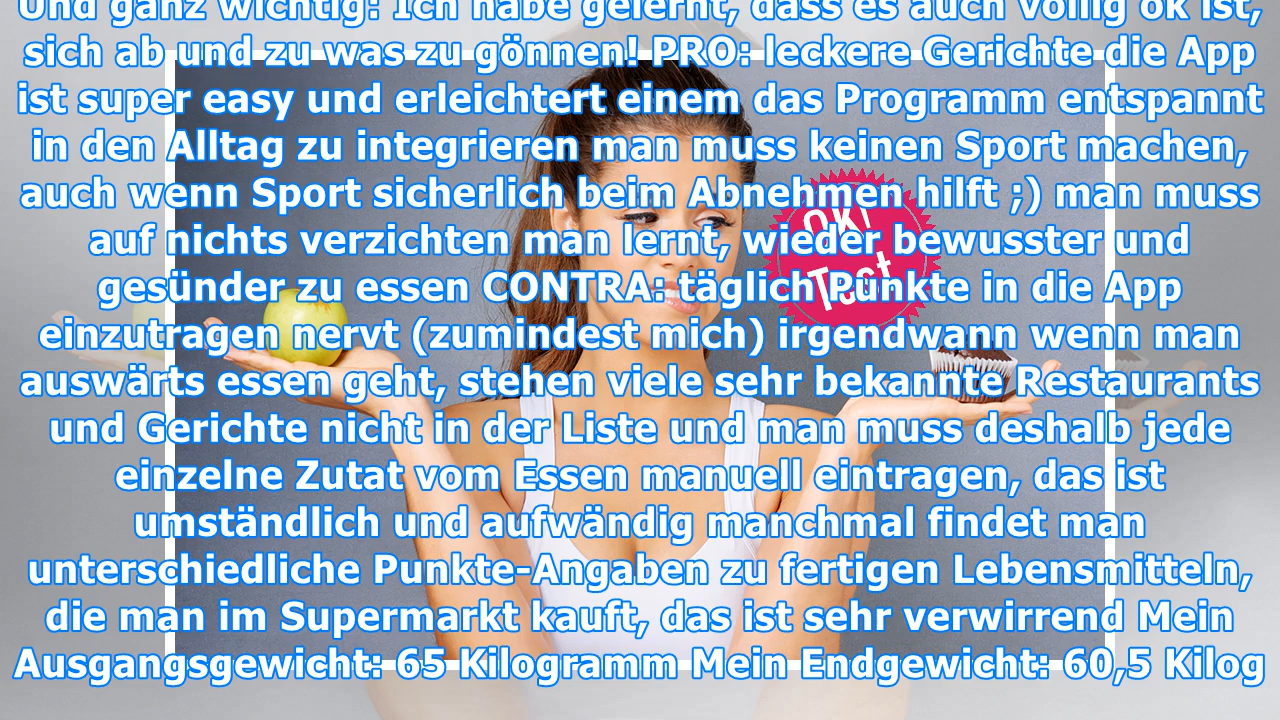 Und ganz wichtig: Ich habe gelernt, dass es auch völlig ok ist,
sich ab und zu was zu gönnen! PRO: leckere Gerichte die App
ist super easy und erleichtert einem das Programm entspannt
in den Alltag zu integrieren man muss keinen Sport machen,
auch wenn Sport sicherlich beim Abnehmen hilft ;) man muss
auf nichts verzichten man lernt, wieder bewusster und
gesünder zu essen CONTRA: täglich Punkte in die App
einzutragen nervt (zumindest mich) irgendwann wenn man
auswärts essen geht, stehen viele sehr bekannte Restaurants
und Gerichte nicht in der Liste und man muss deshalb jede
einzelne Zutat vom Essen manuell eintragen, das ist
umständlich und aufwändig manchmal findet man
unterschiedliche Punkte-Angaben zu fertigen Lebensmitteln,
die man im Supermarkt kauft, das ist sehr verwirrend Mein
Ausgangsgewicht: 65 Kilogramm Mein Endgewicht: 60,5 Kilog
OK!
Test